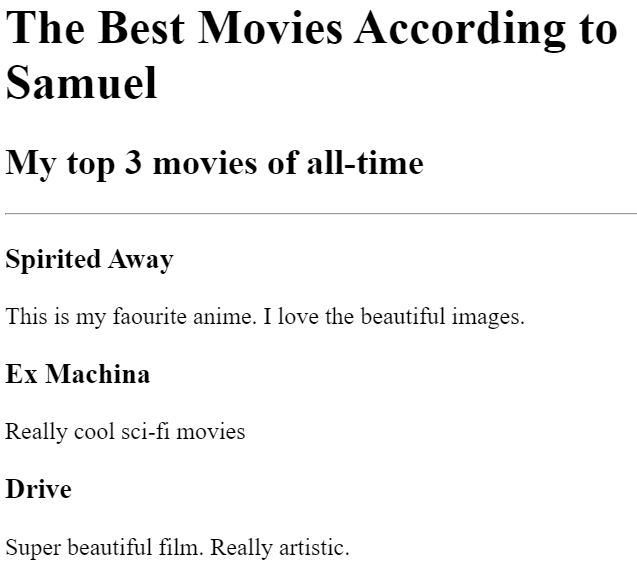 The Best Movies According to
Samuel
My top 3 movies of all-time
Spirited Away
This is my faourite anime. I love the beautiful images.
Ex Machina
Really cool sci-fi movies
Drive
Super beautiful film. Really artistic.